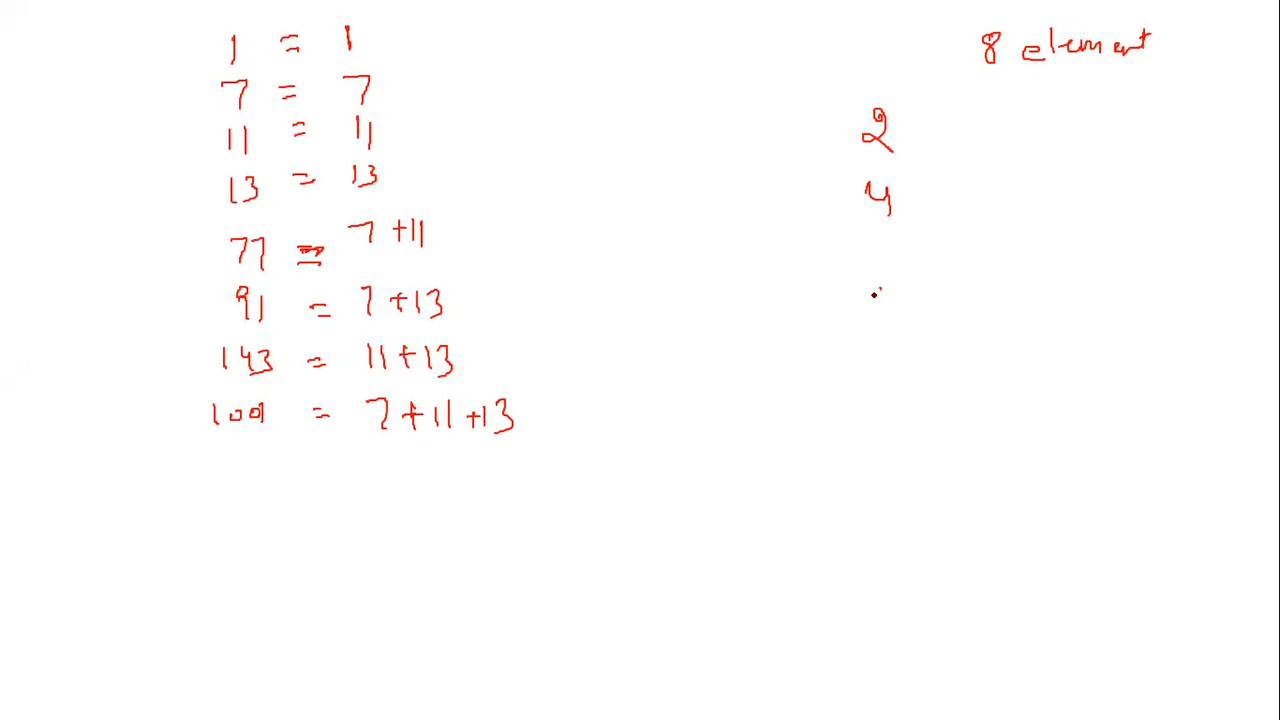 1 = 1
7 = 7
11 = 11
13 = 13
77 = 7 + 11
91 = 7 + 13
143 = 11 + 13
1001 = 7 + 11 + 13
8 element
2
4